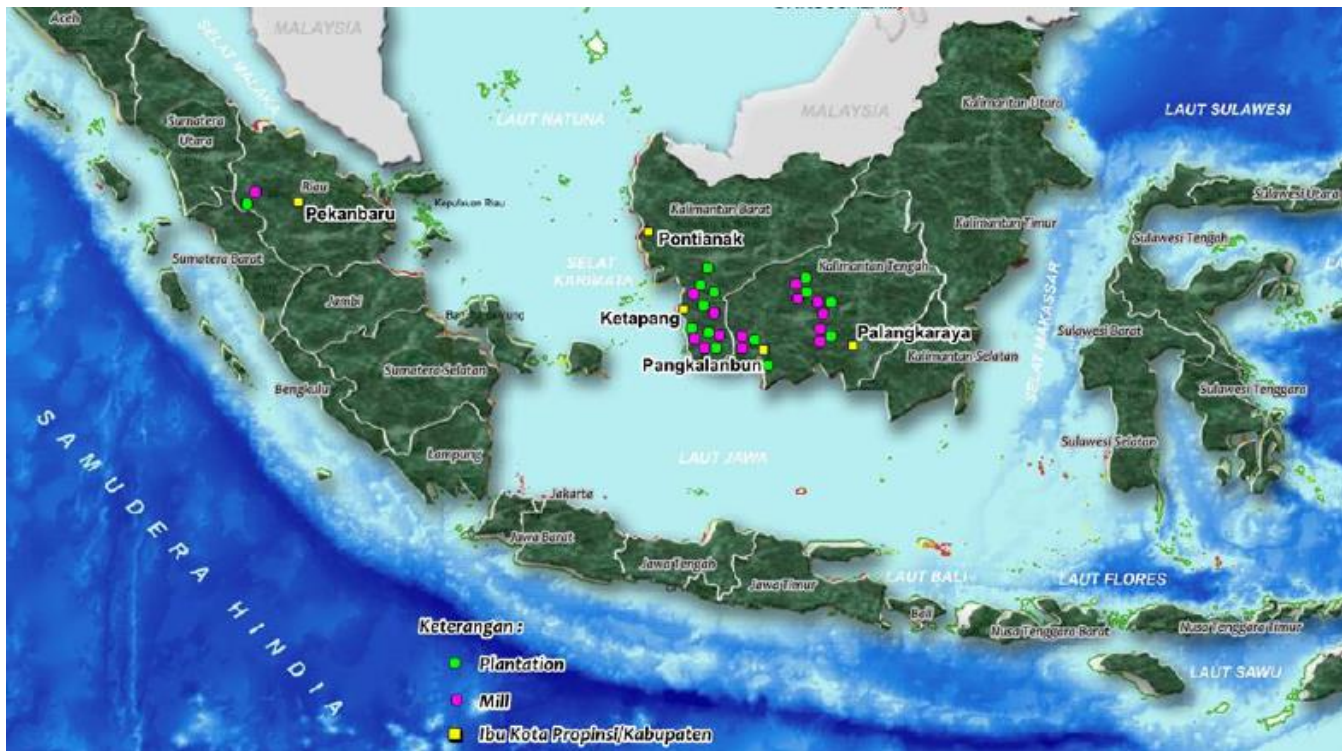 Aceh
MALAYSIA
SELAT MALAKA
Sumatera
Utara
LAUT NATUNA
MALAYSIA
Kalimantan Utara
LAUT SULAWESI
Riau
Pekanbaru
Kepulauan Riau
Kalimantan Barat
Kalimantan Timur
Sulawesi Utara
Sumatera Barat
Pontianak
Sulawesi Tengah
SELAT
KARIMATA
Kalimantan Tengah
SELAT MAKASSAR
Jambi
Ketapang
Palangkaraya
Sulawesi Barat
Kalimantan Selatan
Pangkalanbun
Sumatera Selatan
Bengkulu
Sulawesi Tenggara
Sulawesi Selatan
Lampung
LAUT JAWA
SAMUDERA HINDIA
Jakarta
Jawa Barat
Jawa Tengah
Jawa Timur
LAUT BALI
LAUT FLORES
Bali
Nusa Tenggara Barat
Nusa Tenggara Timur
LAUT SAWU
Keterangan :
Plantation
Mill
Ibu Kota Propinsi/Kabupaten